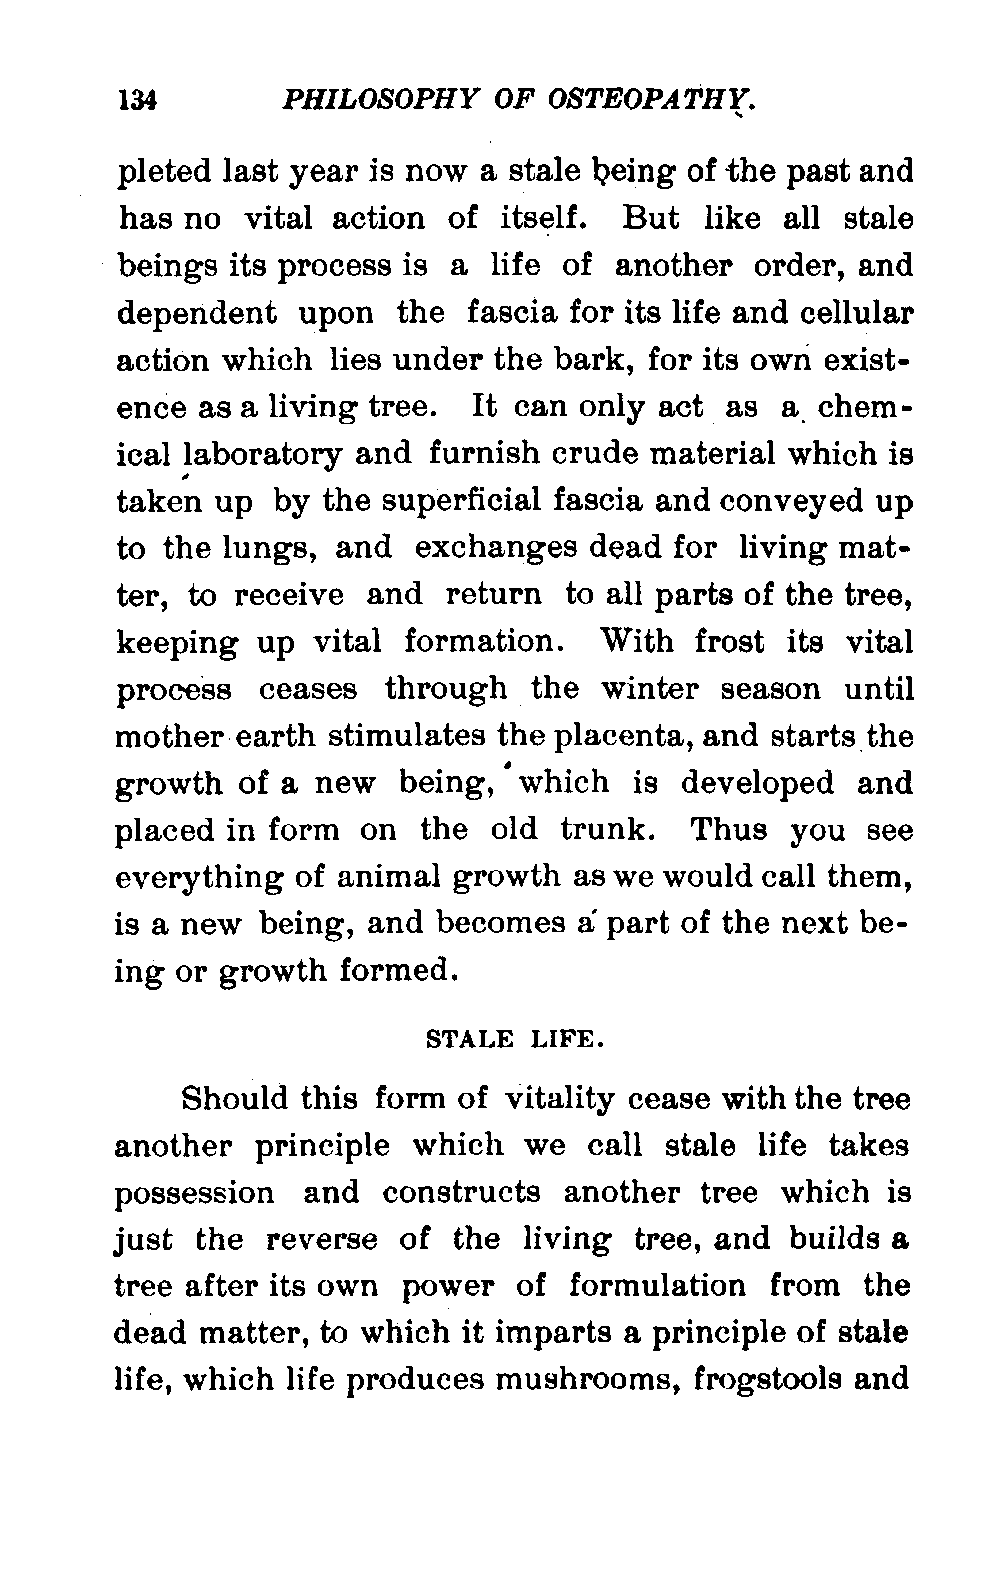 134 PHILOSOPHY OF OSTEOPATHY.
pleted last year is now a stale being of the past and
has no vital action of itself. But like all stale
beings its process is a life of another order, and
dependent upon the fascia for its life and cellular
action which lies under the bark, for its own exist-
ence as a living tree. It can only act as a chem-
ical laboratory and furnish crude material which is
taken up by the superficial fascia and conveyed up
to the lungs, and exchanges dead for living mat-
ter, to receive and return to all parts of the tree,
keeping up vital formation. With frost its vital
process ceases through the winter season until
mother earth stimulates the placenta, and starts the
growth of a new being, which is developed and
placed in form on the old trunk. Thus you see
everything of animal growth as we would call them,
is a new being, and becomes a part of the next be-
ing or growth formed.
STALE LIFE.
Should this form of vitality cease with the tree
another principle which we call stale life takes
possession and constructs another tree which is
just the reverse of the living tree, and builds a
tree after its own power of formulation from the
dead matter, to which it imparts a principle of stale
life, which life produces mushrooms, frogstools and